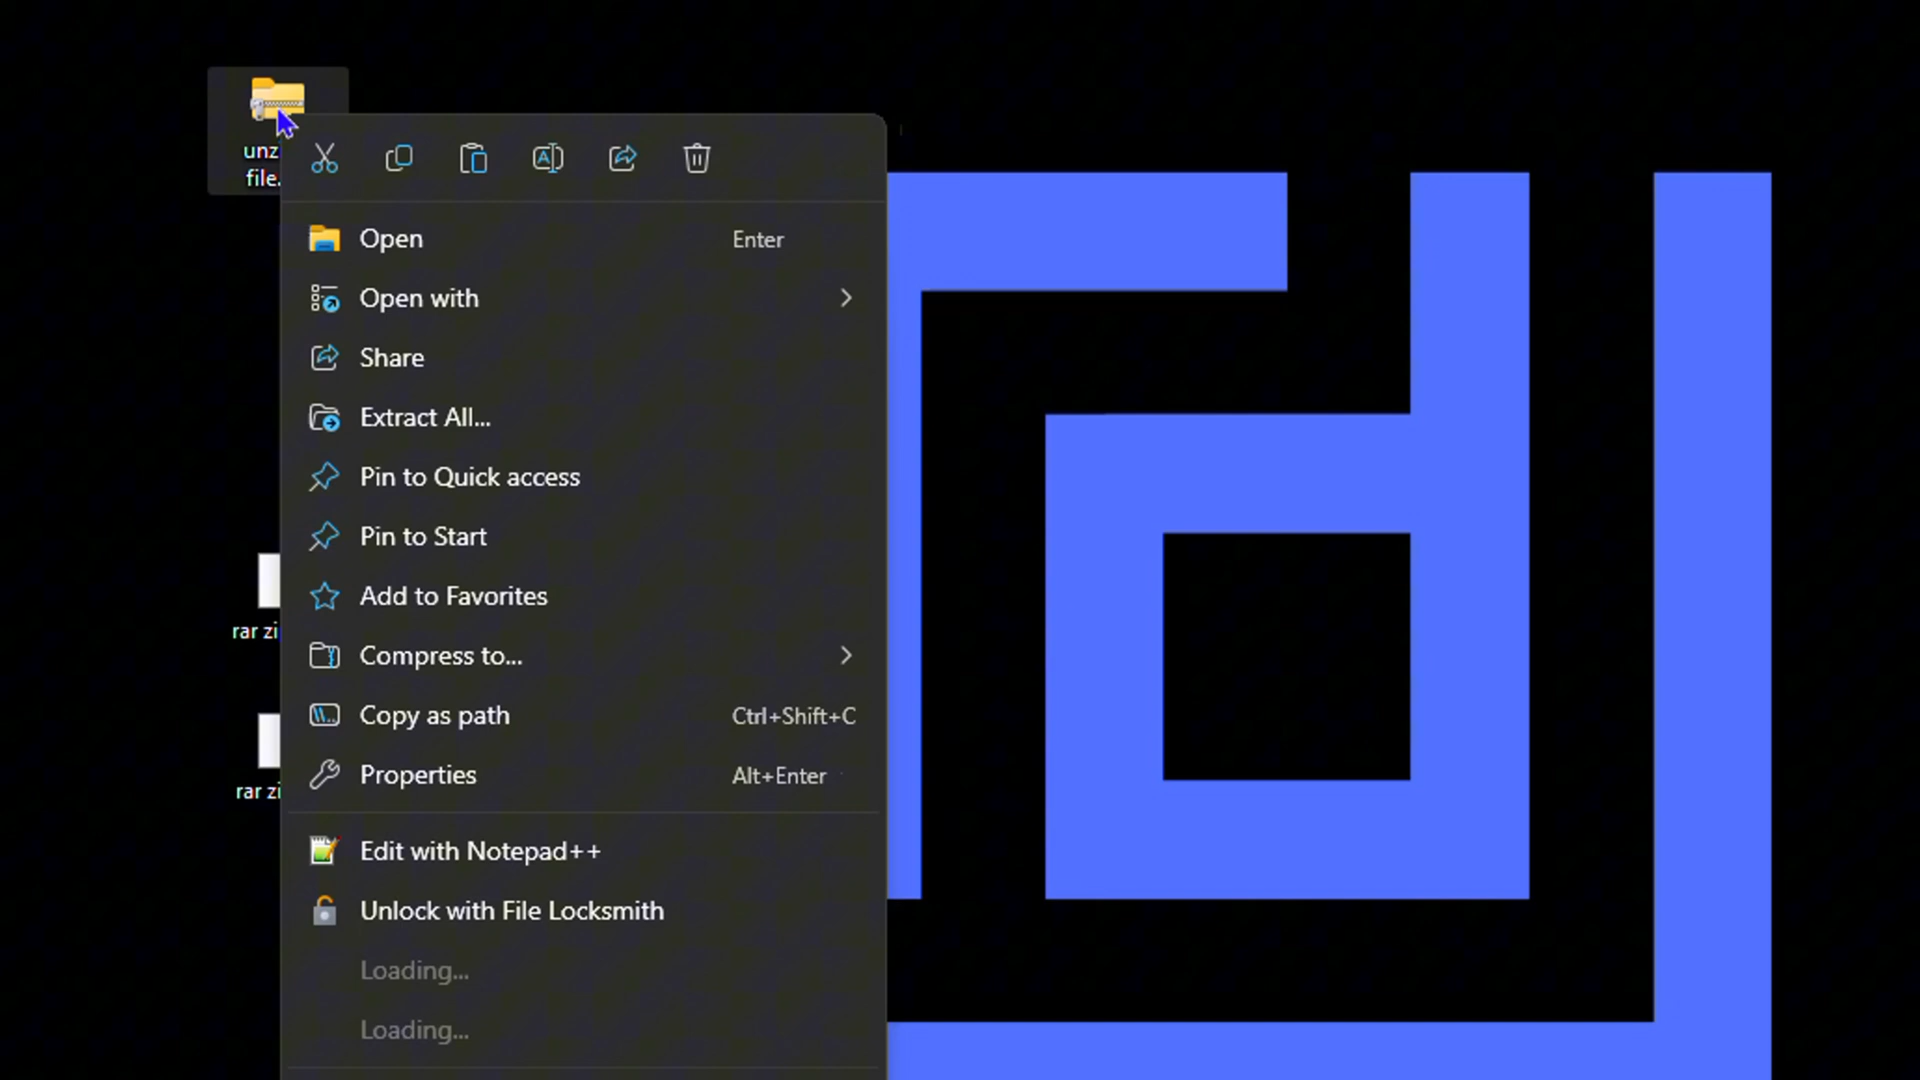 unz
file.
Open Enter
Open with
Share
Extract All...
Pin to Quick access
Pin to Start
Add to Favorites
Compress to...
Copy as path Ctrl+Shift+C
Properties Alt+Enter
Edit with Notepad++
Unlock with File Locksmith
Loading...
Loading...
rar zi
rar zi